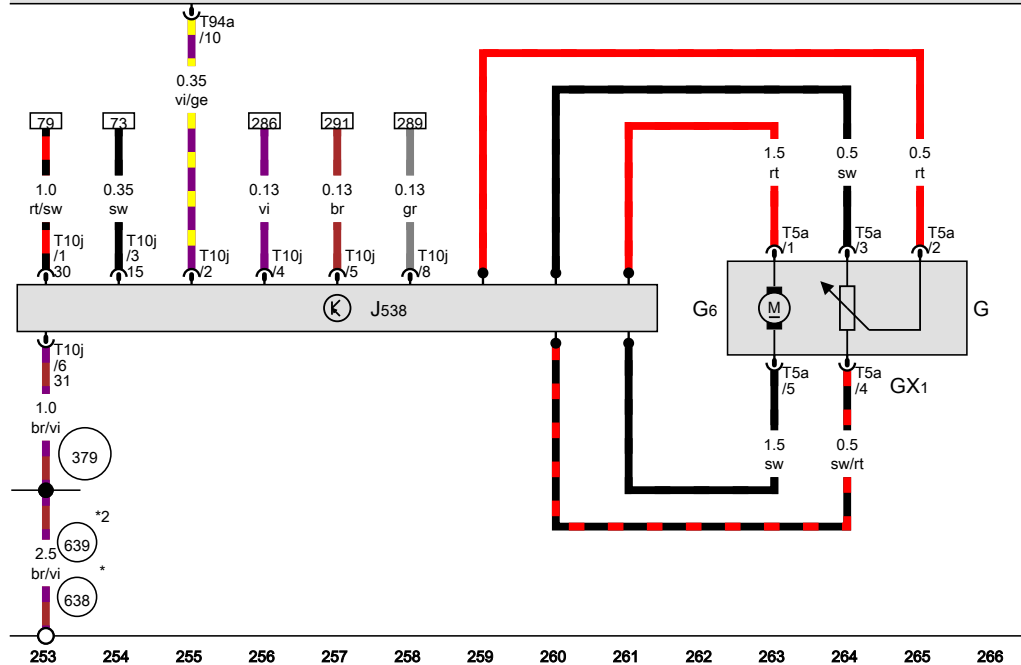 T94a
/10
0.35
vi/ge
79
73
286
291
289
1.0
rt/sw
0.35
sw
0.13
vi
0.13
br
0.13
gr
1.5
rt
0.5
sw
0.5
rt
T10j
/1
30
T10j
/3
15
T10j
/2
T10j
/4
T10j
/5
T10j
/8
T5a
/1
T5a
/3
T5a
/2
J538
G6
M
G
T10j
/6
31
T5a
/5
T5a
/4
GX1
1.0
br/vi
379
1.5
sw
0.5
sw/rt
*2
639
2.5
br/vi
*
638
253 254 255 256 257 258 259 260 261 262 263 264 265 266